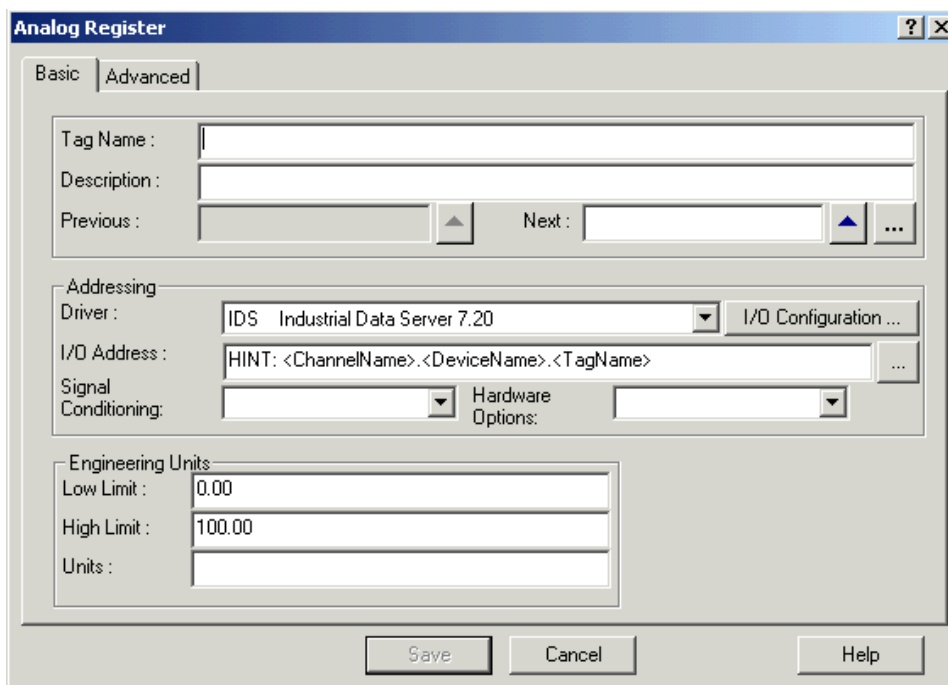 Analog Register
? X
Basic Advanced
Tag Name :
Description :
Previous : Next : ...
Addressing
Driver : IDS Industrial Data Server 7.20 I/O Configuration ...
I/O Address : HINT: <ChannelName>.<DeviceName>.<TagName> ...
Signal Conditioning: Hardware Options:
Engineering Units
Low Limit : 0.00
High Limit : 100.00
Units :
Save Cancel Help